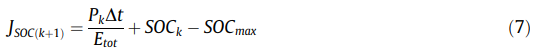 J_{SOC(k+1)} = \frac{P_k \Delta t}{E_{tot}} + SOC_k - SOC_{max} (7)